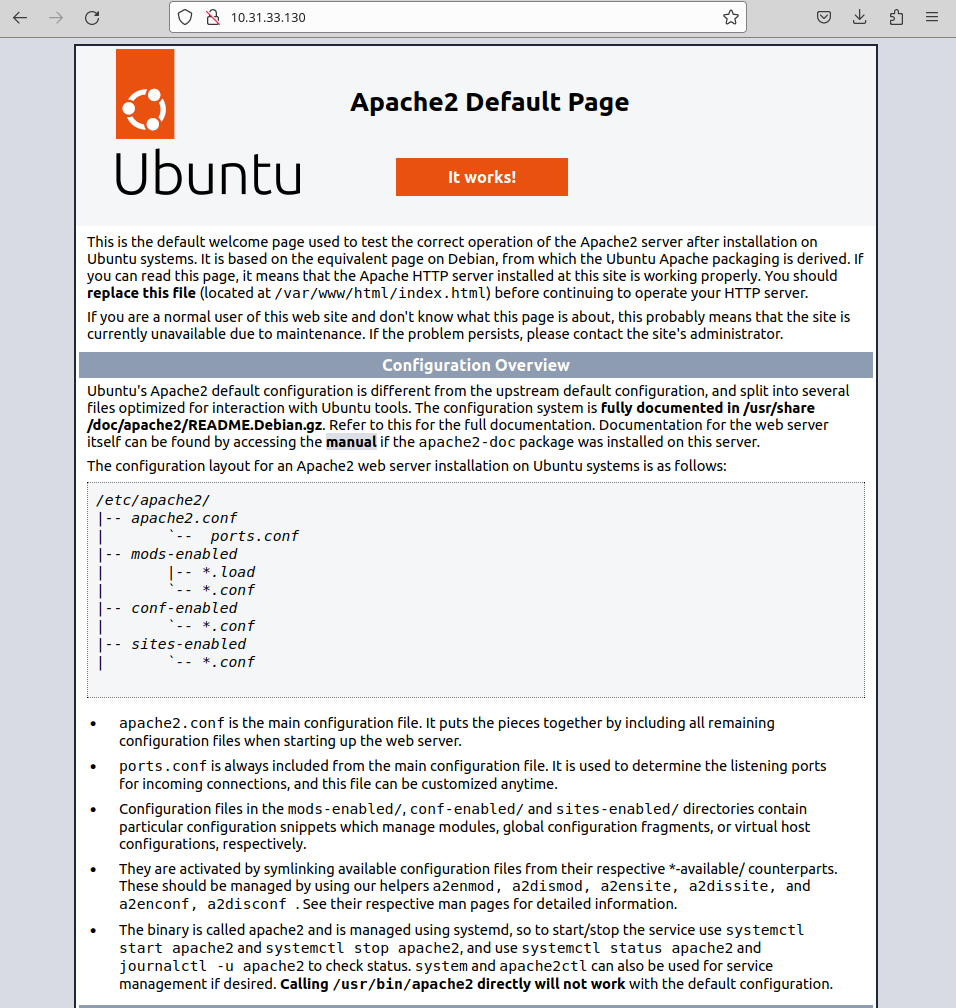 10.31.33.130
Apache2 Default Page
Ubuntu
It works!
This is the default welcome page used to test the correct operation of the Apache2 server after installation on
Ubuntu systems. It is based on the equivalent page on Debian, from which the Ubuntu Apache packaging is derived. If
you can read this page, it means that the Apache HTTP server installed at this site is working properly. You should
replace this file (located at /var/www/html/index.html) before continuing to operate your HTTP server.
If you are a normal user of this web site and don't know what this page is about, this probably means that the site is
currently unavailable due to maintenance. If the problem persists, please contact the site's administrator.
Configuration Overview
Ubuntu's Apache2 default configuration is different from the upstream default configuration, and split into several
files optimized for interaction with Ubuntu tools. The configuration system is fully documented in /usr/share
/doc/apache2/README.Debian.gz. Refer to this for the full documentation. Documentation for the web server
itself can be found by accessing the manual if the apache2-doc package was installed on this server.
The configuration layout for an Apache2 web server installation on Ubuntu systems is as follows:
/etc/apache2/
|-- apache2.conf
|       `--  ports.conf
|-- mods-enabled
|       |-- *.load
|       `-- *.conf
|-- conf-enabled
|       `-- *.conf
|-- sites-enabled
|       `-- *.conf
• apache2.conf is the main configuration file. It puts the pieces together by including all remaining
configuration files when starting up the web server.
• ports.conf is always included from the main configuration file. It is used to determine the listening ports
for incoming connections, and this file can be customized anytime.
• Configuration files in the mods-enabled/, conf-enabled/ and sites-enabled/ directories contain
particular configuration snippets which manage modules, global configuration fragments, or virtual host
configurations, respectively.
• They are activated by symlinking available configuration files from their respective *-available/ counterparts.
These should be managed by using our helpers a2enmod, a2dismod, a2ensite, a2dissite, and
a2enconf, a2disconf . See their respective man pages for detailed information.
• The binary is called apache2 and is managed using systemd, so to start/stop the service use systemctl
start apache2 and systemctl stop apache2, and use systemctl status apache2 and
journalctl -u apache2 to check status. system and apache2ctl can also be used for service
management if desired. Calling /usr/bin/apache2 directly will not work with the default configuration.